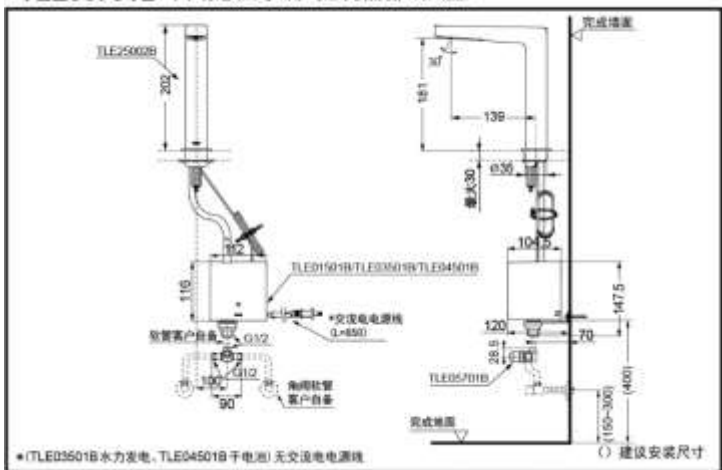 完成墙面
TLE25002B
202
30°
181
139
Ø36
最大30
112
104.5
TLE01501B/TLE03501B/TLE04501B
116
147.5
*交流电电源线
(L=850)
软管客户自备
G1/2
120
70
28.5
G1/2
100
90
角阀软管
客户自备
TLE05701B
(400)
(150~300)
完成地面
*(TLE03501B水力发电、TLE04501B干电池)无交流电电源线
()建议安装尺寸